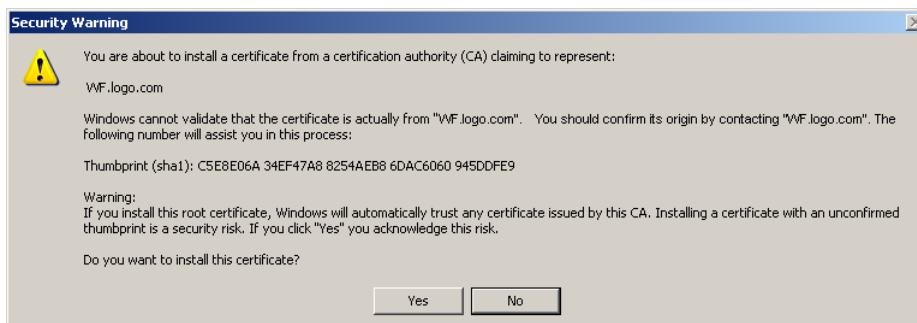 Security Warning
You are about to install a certificate from a certification authority (CA) claiming to represent:
WF.logo.com
Windows cannot validate that the certificate is actually from "WF.logo.com". You should confirm its origin by contacting "WF.logo.com". The
following number will assist you in this process:
Thumbprint (sha1): C5E8E06A 34EF47A8 8254AEB8 6DAC6060 945DDFE9
Warning:
If you install this root certificate, Windows will automatically trust any certificate issued by this CA. Installing a certificate with an unconfirmed
thumbprint is a security risk. If you click "Yes" you acknowledge this risk.
Do you want to install this certificate?
Yes
No